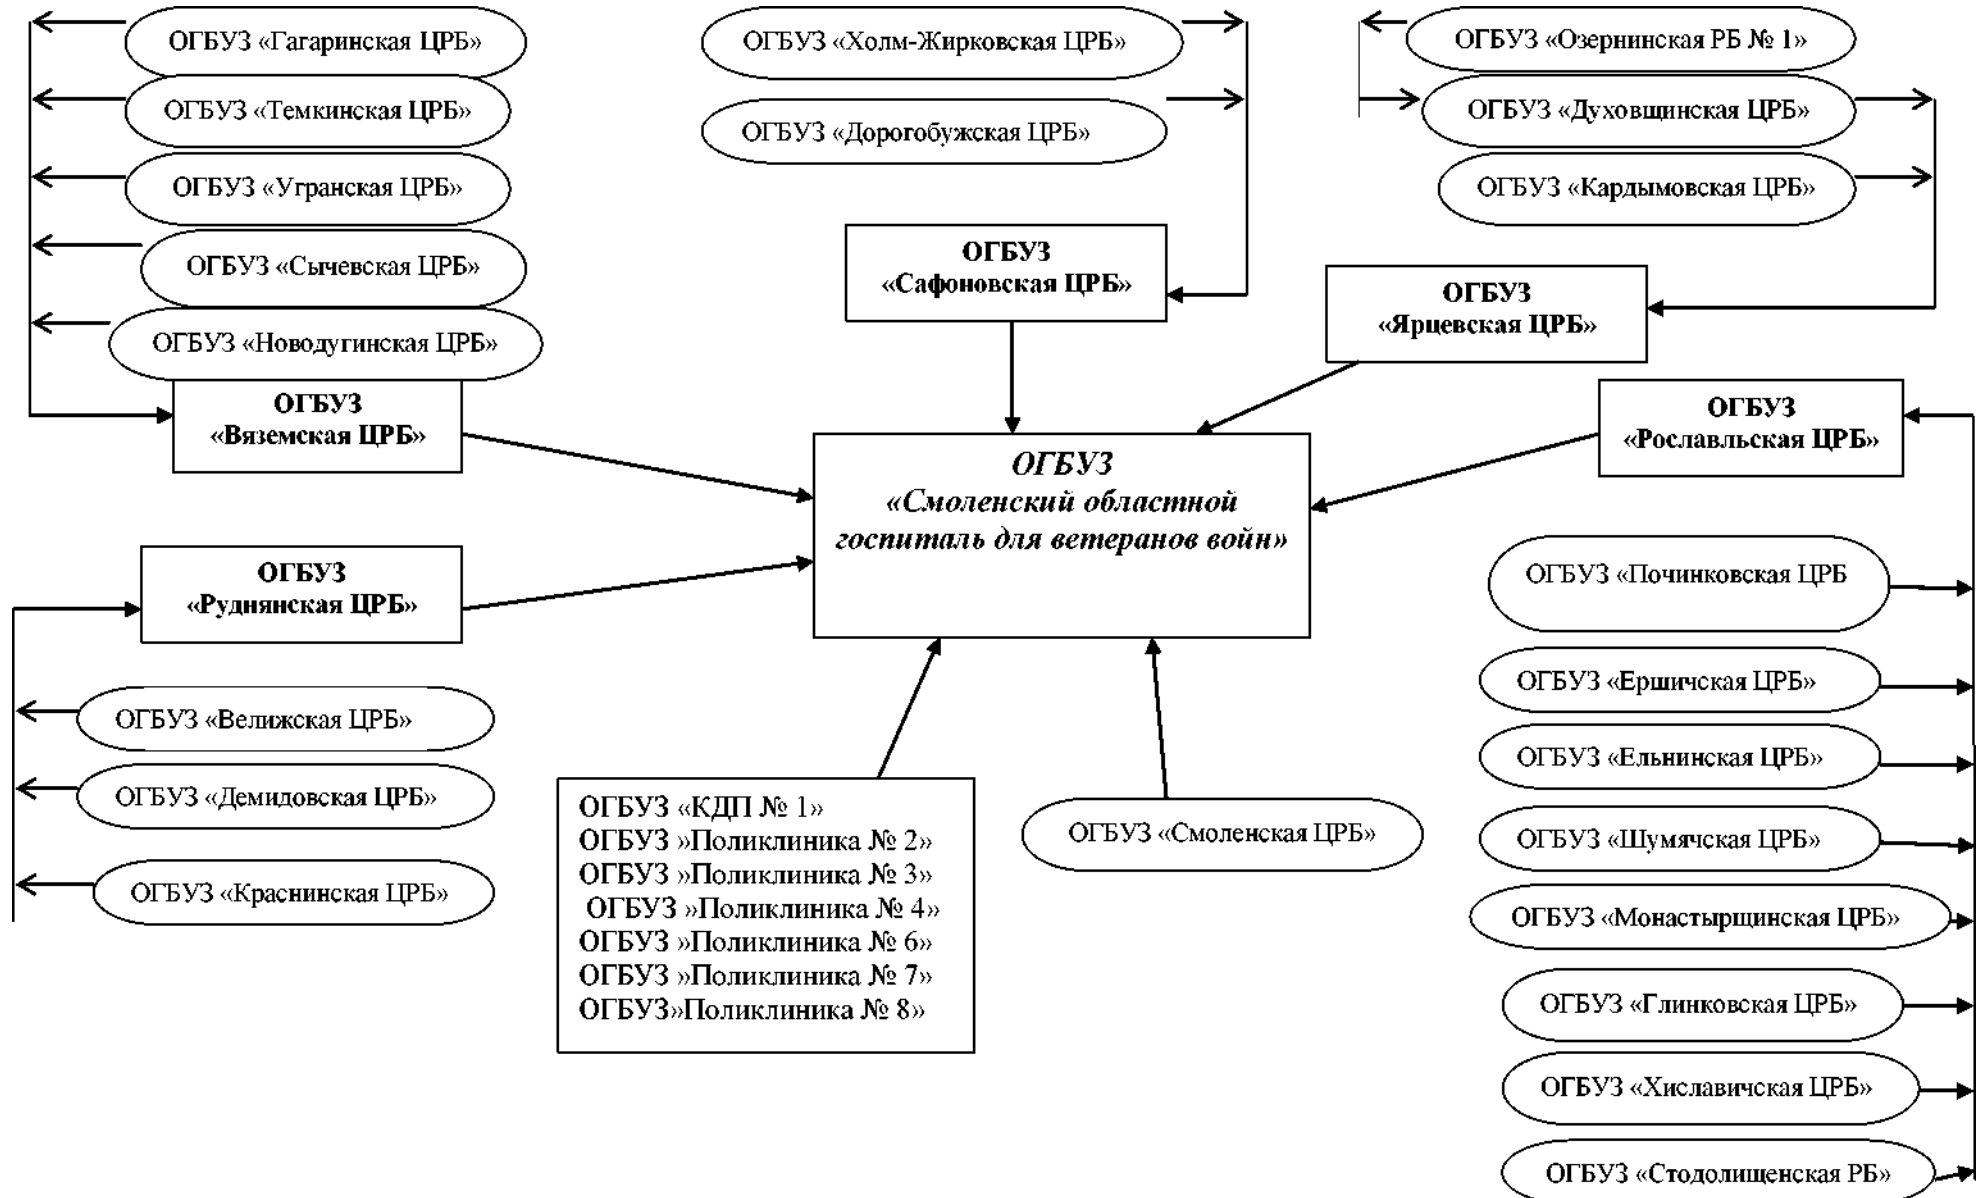 ОГБУЗ «Гагаринская ЦРБ»
ОГБУЗ «Темкинская ЦРБ»
ОГБУЗ «Угранская ЦРБ»
ОГБУЗ «Сычевская ЦРБ»
ОГБУЗ «Новодугинская ЦРБ»
ОГБУЗ
«Вяземская ЦРБ»
ОГБУЗ «Холм-Жирковская ЦРБ»
ОГБУЗ «Дорогобужская ЦРБ»
ОГБУЗ
«Сафоновская ЦРБ»
ОГБУЗ «Озернинская РБ № 1»
ОГБУЗ «Духовщинская ЦРБ»
ОГБУЗ «Кардымовская ЦРБ»
ОГБУЗ
«Ярцевская ЦРБ»
ОГБУЗ
«Рославльская ЦРБ»
ОГБУЗ
«Смоленский областной
госпиталь для ветеранов войн»
ОГБУЗ
«Руднянская ЦРБ»
ОГБУЗ «Велижская ЦРБ»
ОГБУЗ «Демидовская ЦРБ»
ОГБУЗ «Краснинская ЦРБ»
ОГБУЗ «КДП № 1»
ОГБУЗ »Поликлиника № 2»
ОГБУЗ »Поликлиника № 3»
ОГБУЗ »Поликлиника № 4»
ОГБУЗ »Поликлиника № 6»
ОГБУЗ »Поликлиника № 7»
ОГБУЗ»Поликлиника № 8»
ОГБУЗ «Смоленская ЦРБ»
ОГБУЗ «Починковская ЦРБ
ОГБУЗ «Ершичская ЦРБ»
ОГБУЗ «Ельнинская ЦРБ»
ОГБУЗ «Шумячская ЦРБ»
ОГБУЗ «Монастырщинская ЦРБ»
ОГБУЗ «Глинковская ЦРБ»
ОГБУЗ «Хиславичская ЦРБ»
ОГБУЗ «Стодолищенская РБ»